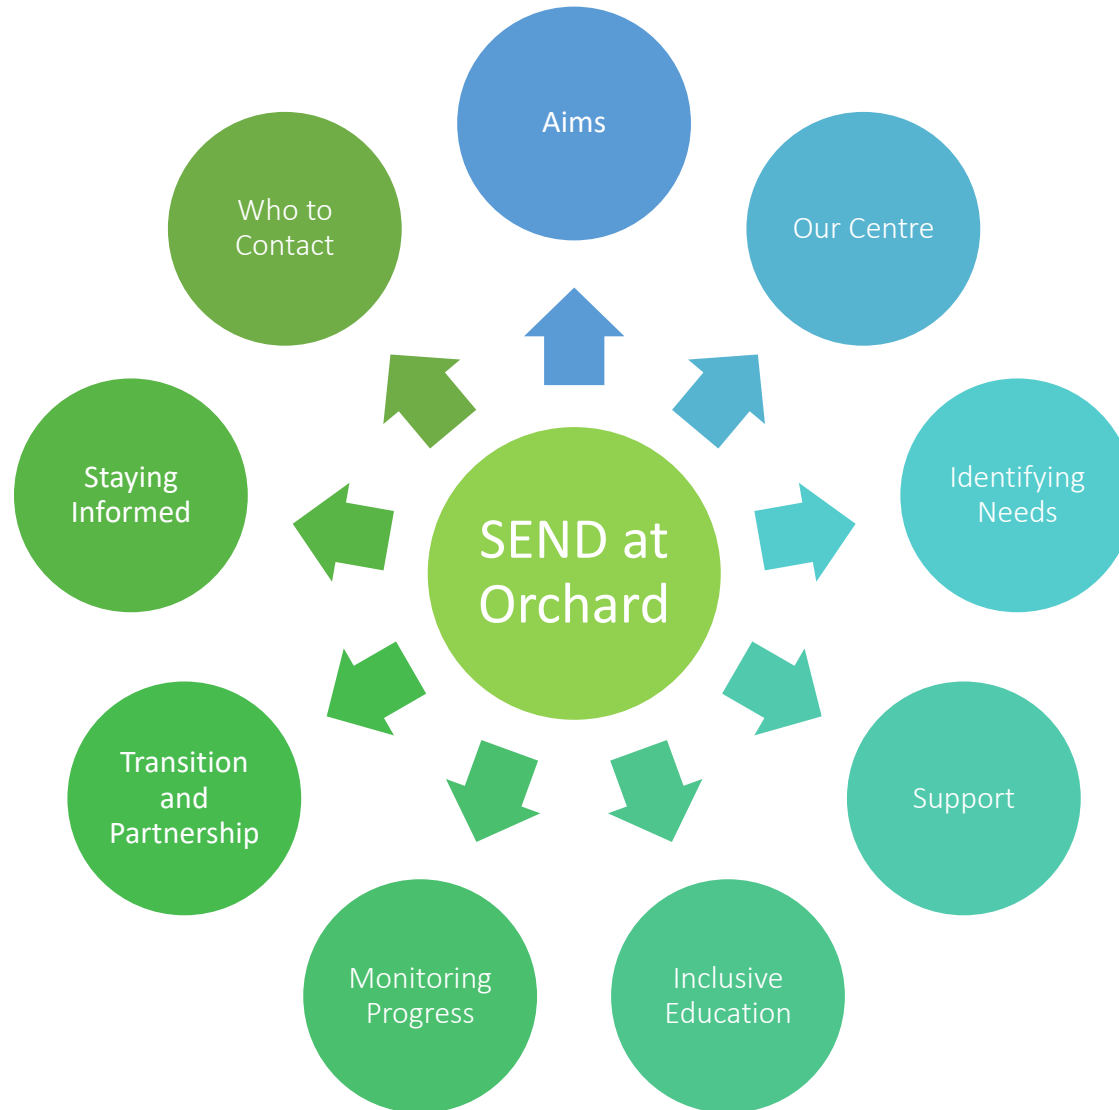 Aims
Our Centre
Identifying
Needs
Support
Inclusive
Education
Monitoring
Progress
Transition
and
Partnership
Staying
Informed
Who to
Contact
SEND at
Orchard